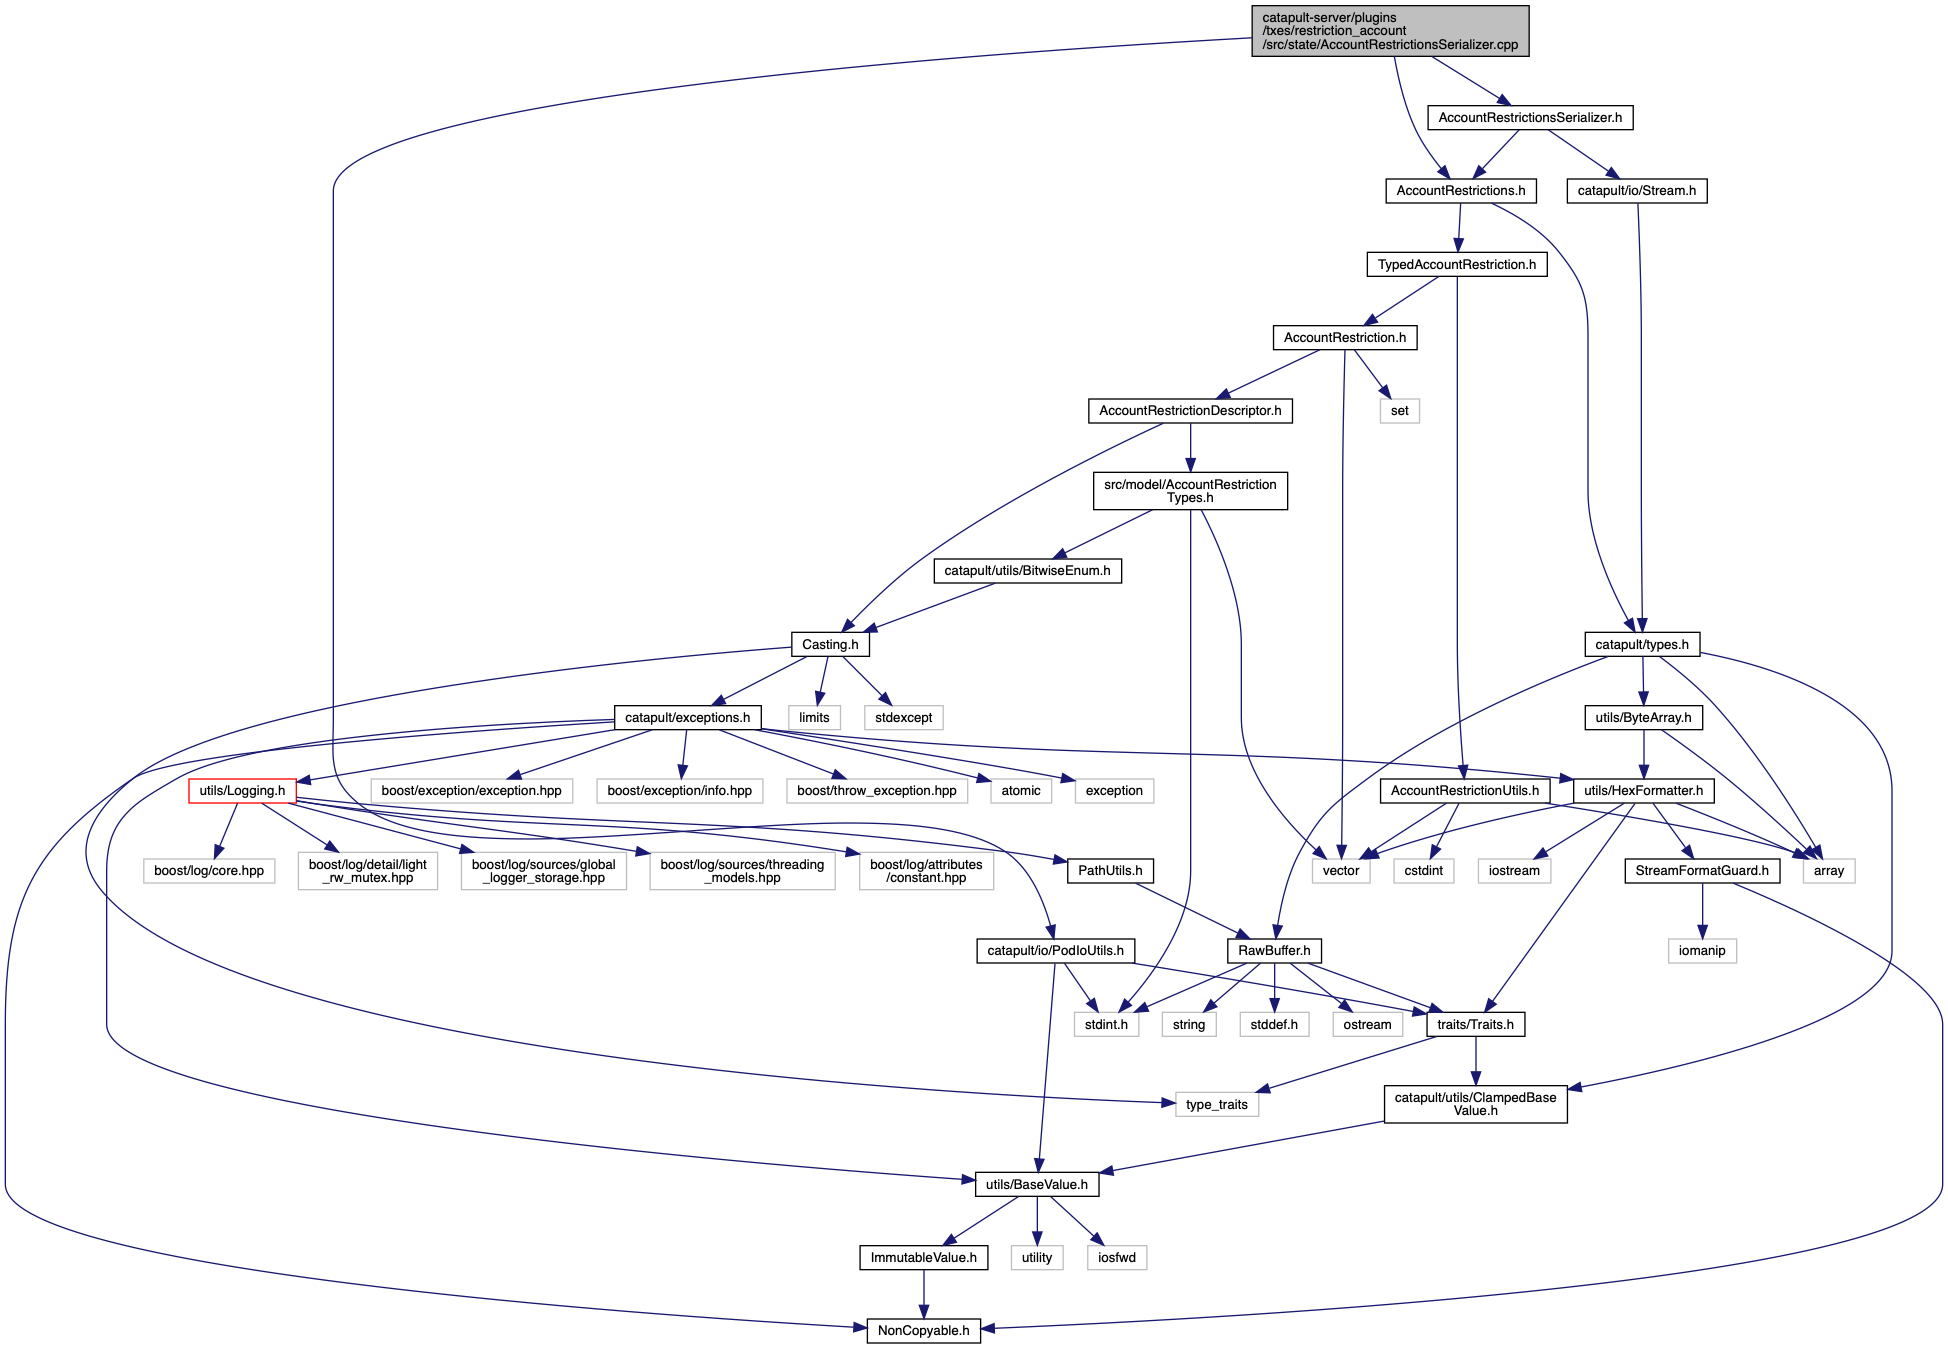 catapult-server/plugins
/txes/restriction_account
/src/state/AccountRestrictionsSerializer.cpp
AccountRestrictionsSerializer.h
AccountRestrictions.h
catapult/io/Stream.h
TypedAccountRestriction.h
AccountRestriction.h
AccountRestrictionDescriptor.h
set
src/model/AccountRestriction
Types.h
catapult/utils/BitwiseEnum.h
Casting.h
catapult/types.h
catapult/exceptions.h
limits
stdexcept
utils/ByteArray.h
utils/Logging.h
boost/exception/exception.hpp
boost/exception/info.hpp
boost/throw_exception.hpp
atomic
exception
AccountRestrictionUtils.h
utils/HexFormatter.h
boost/log/core.hpp
boost/log/detail/light
_rw_mutex.hpp
boost/log/sources/global
_logger_storage.hpp
boost/log/sources/threading
_models.hpp
boost/log/attributes
/constant.hpp
PathUtils.h
vector
cstdint
iostream
StreamFormatGuard.h
array
catapult/io/PodIoUtils.h
RawBuffer.h
iomanip
stdint.h
string
stddef.h
ostream
traits/Traits.h
type_traits
catapult/utils/ClampedBase
Value.h
utils/BaseValue.h
ImmutableValue.h
utility
iosfwd
NonCopyable.h